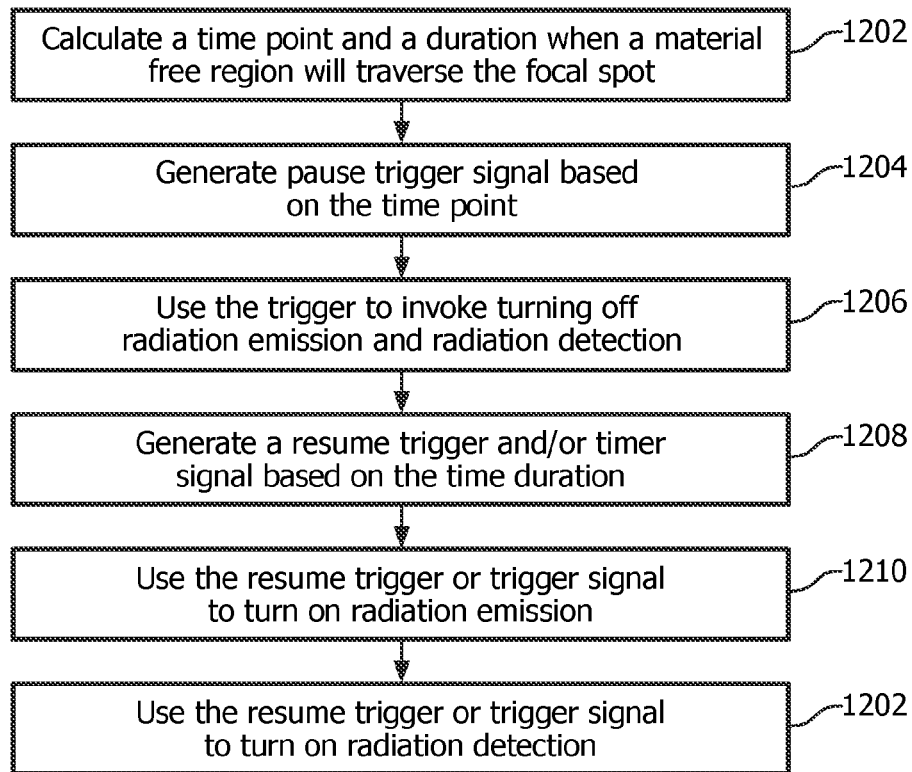 Calculate a time point and a duration when a material
free region will traverse the focal spot
1202
Generate pause trigger signal based
on the time point
1204
Use the trigger to invoke turning off
radiation emission and radiation detection
1206
Generate a resume trigger and/or timer
signal based on the time duration
1208
Use the resume trigger or trigger signal
to turn on radiation emission
1210
Use the resume trigger or trigger signal
to turn on radiation detection
1202